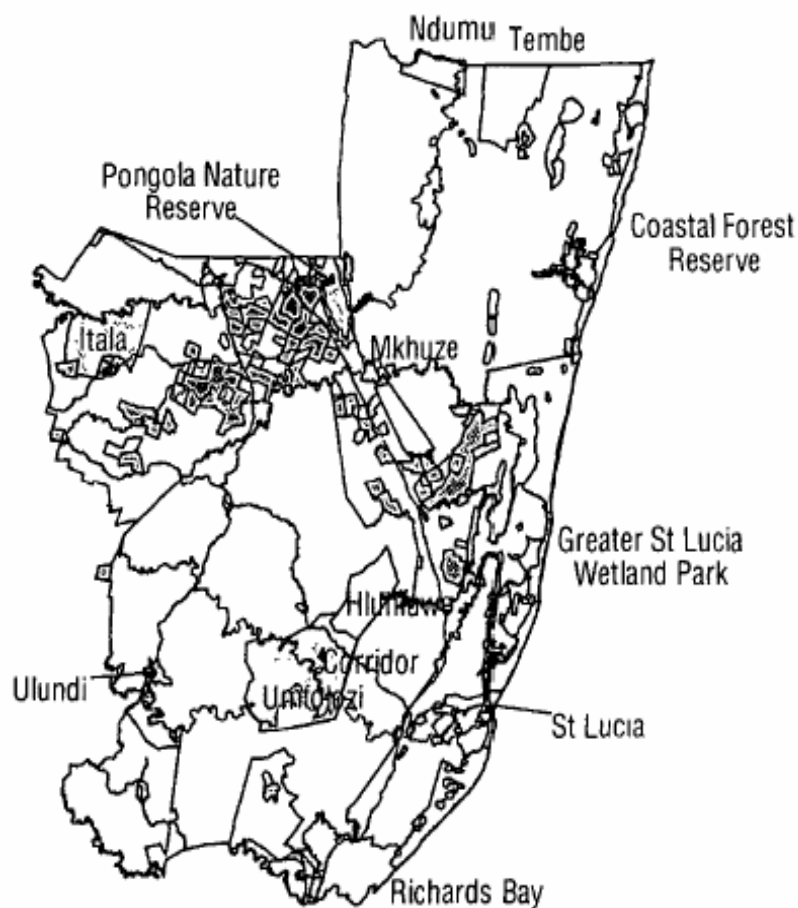 Ndumu Tembe
Pongola Nature
Reserve
Coastal Forest
Reserve
Itala
Mkhuze
Greater St Lucia
Wetland Park
Hluhluwe
Corridor
Ulundi
Umfolozi
St Lucia
Richards Bay